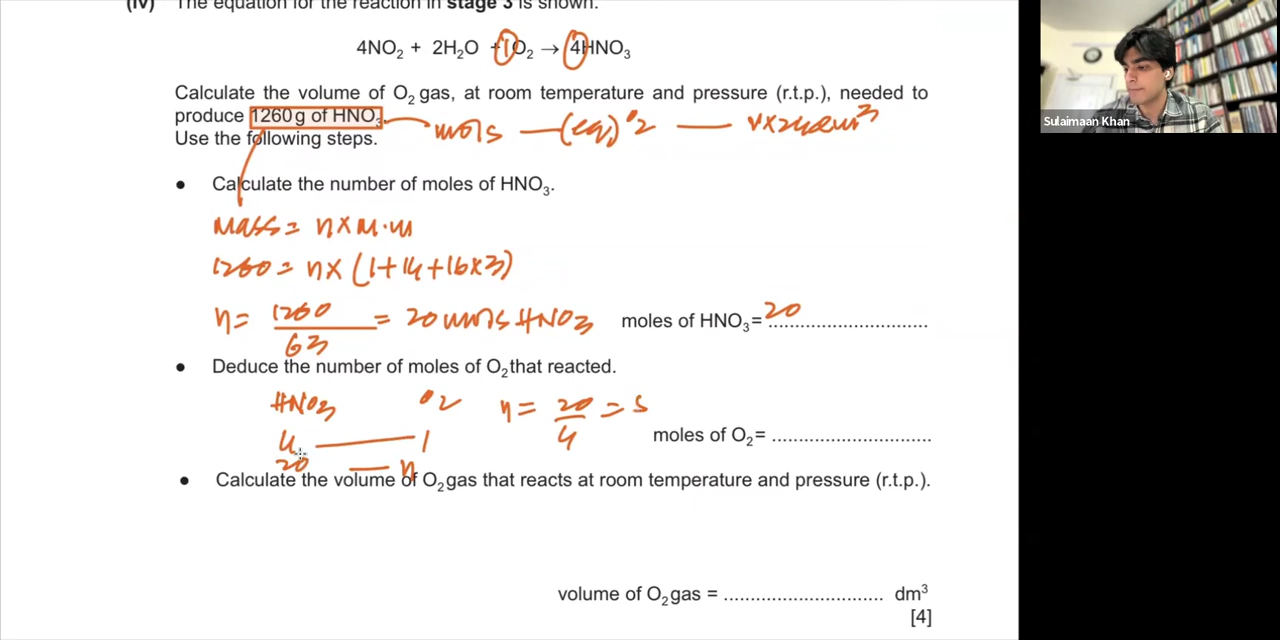 (iv) The equation for the reaction in stage 3 is shown.
4NO2 + 2H2O + 1O2 → 4HNO3
Calculate the volume of O2 gas, at room temperature and pressure (r.t.p.), needed to
produce 1260 g of HNO3.
mols — (eq) O2 — v x 24dm3
Use the following steps.
• Calculate the number of moles of HNO3.
Mass = n x M.m
1260 = n x (1+14+16x3)
n = 1260/63 = 20 mols HNO3
moles of HNO3 = 20
• Deduce the number of moles of O2 that reacted.
HNO3 O2 n = 20/4 = 5
4 — 1
moles of O2 =
20 — n
• Calculate the volume of O2 gas that reacts at room temperature and pressure (r.t.p.).
volume of O2 gas = dm3
[4]
Sulaimaan Khan